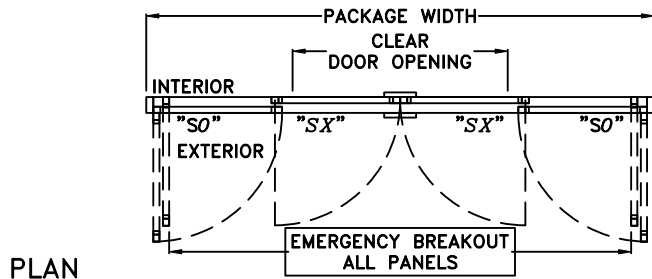 PACKAGE WIDTH
CLEAR
DOOR OPENING
INTERIOR
"SO" "SX" "SX" "SO"
EXTERIOR
EMERGENCY BREAKOUT
ALL PANELS
PLAN